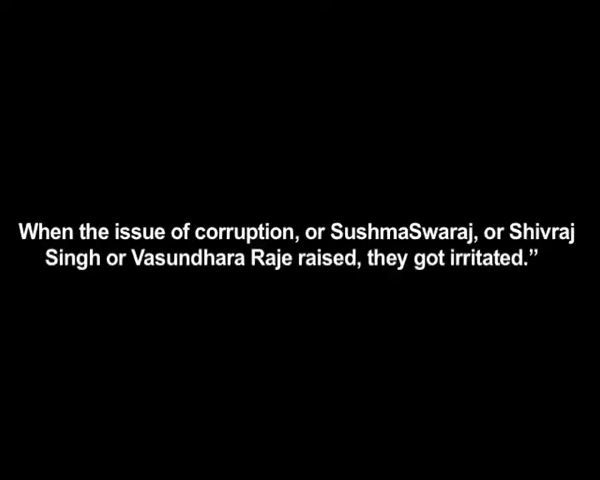 When the issue of corruption, or SushmaSwaraj, or Shivraj
Singh or Vasundhara Raje raised, they got irritated.”